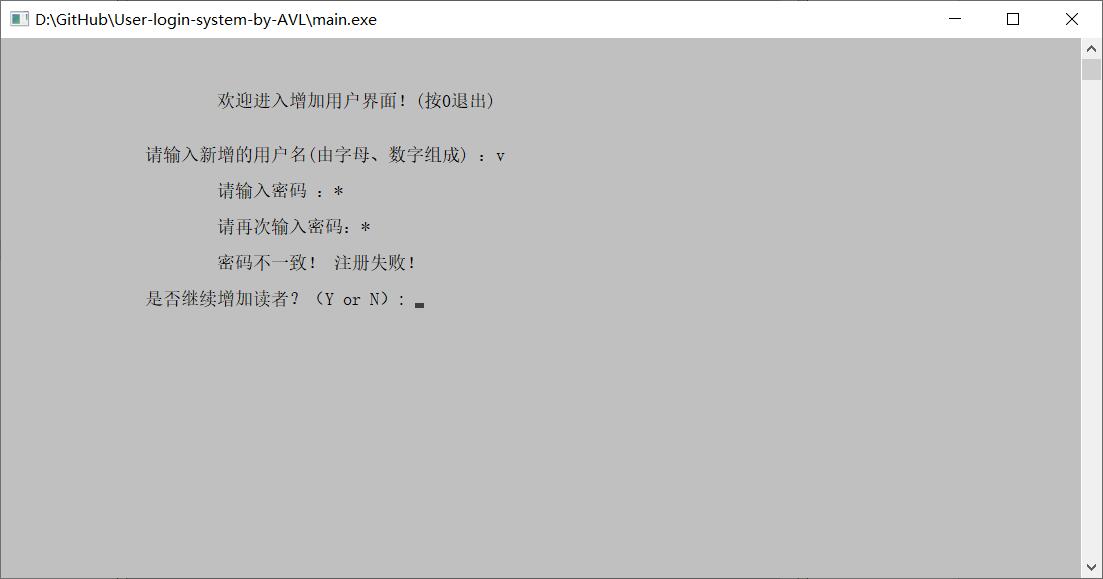 D:\GitHub\User-login-system-by-AVL\main.exe
欢迎进入增加用户界面！(按0退出)
请输入新增的用户名(由字母、数字组成) ：v
请输入密码 ：*
请再次输入密码：*
密码不一致！ 注册失败！
是否继续增加读者？（Y or N）: